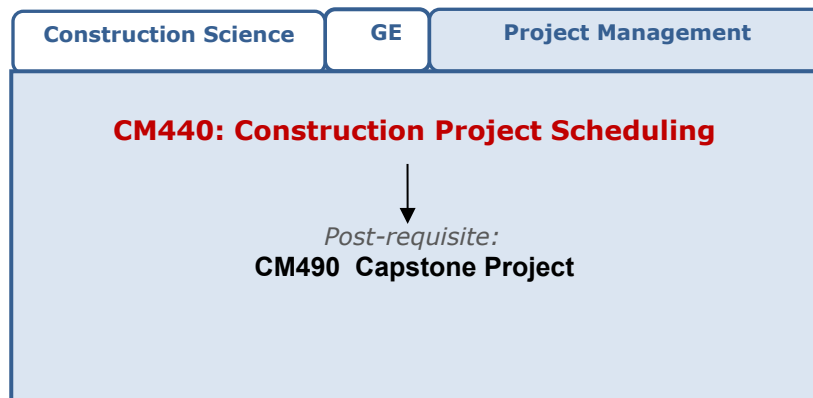 Construction Science
GE
Project Management
CM440: Construction Project Scheduling
Post-requisite:
CM490 Capstone Project